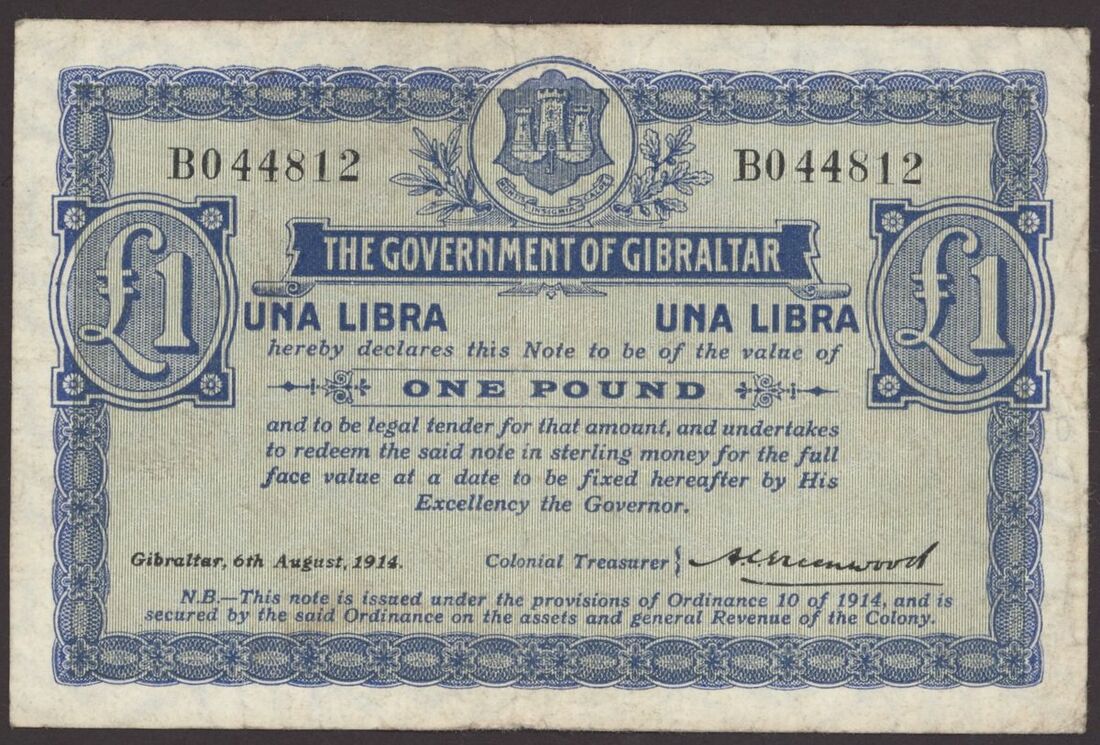 B044812
B044812
INSIGNIA
£1
£1
THE GOVERNMENT OF GIBRALTAR
UNA LIBRA UNA LIBRA
hereby declares this Note to be of the value of
ONE POUND
and to be legal tender for that amount, and undertakes
to redeem the said note in sterling money for the full
face value at a date to be fixed hereafter by His
Excellency the Governor.
Gibraltar, 6th August, 1914. Colonial Treasurer { A C Greenwood
N.B.—This note is issued under the provisions of Ordinance 10 of 1914, and is
secured by the said Ordinance on the assets and general Revenue of the Colony.